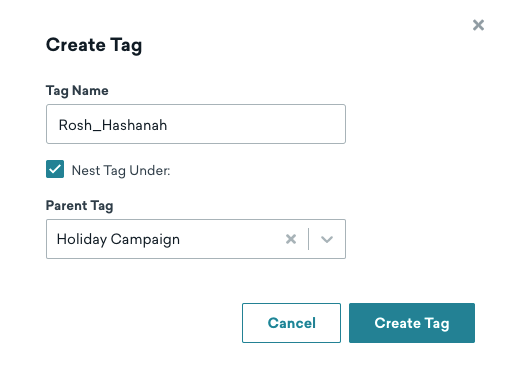 Create Tag
Tag Name
Rosh_Hashanah
Nest Tag Under:
Parent Tag
Holiday Campaign
Cancel
Create Tag